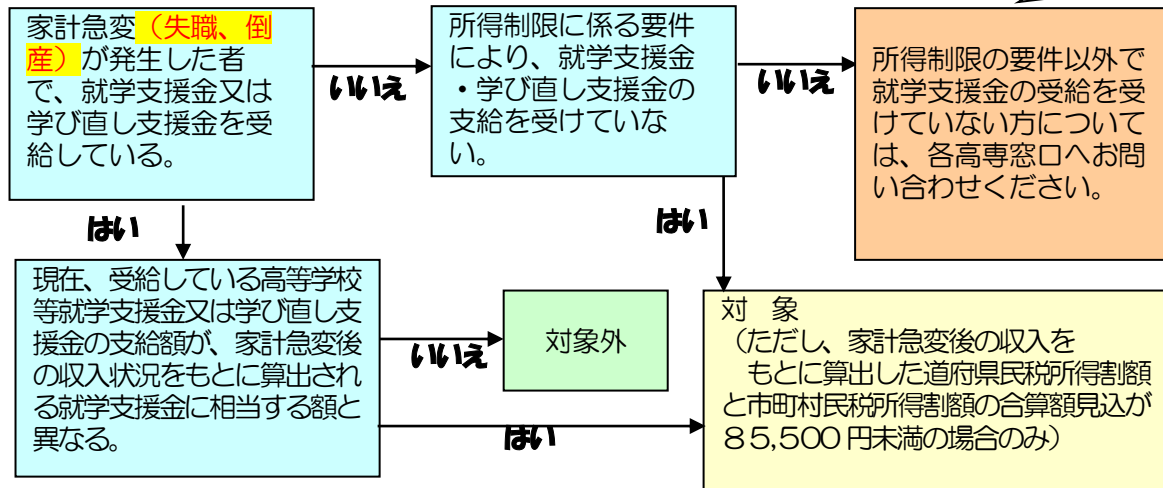 家計急変（失職、倒
産）が発生した者
で、就学支援金又は
学び直し支援金を受
給している。
いいえ
所得制限に係る要件
により、就学支援金
・学び直し支援金の
支給を受けていな
い。
いいえ
所得制限の要件以外で
就学支援金の受給を受
けていない方について
は、各高専窓口へお問
い合わせください。
はい
はい
現在、受給している高等学校
等就学支援金又は学び直し支
援金の支給額が、家計急変後
の収入状況をもとに算出され
る就学支援金に相当する額と
異なる。
いいえ
対象外
はい
対　象
（ただし、家計急変後の収入を
もとに算出した道府県民税所得割額
と市町村民税所得割額の合算額見込が
８５,５００円未満の場合のみ）